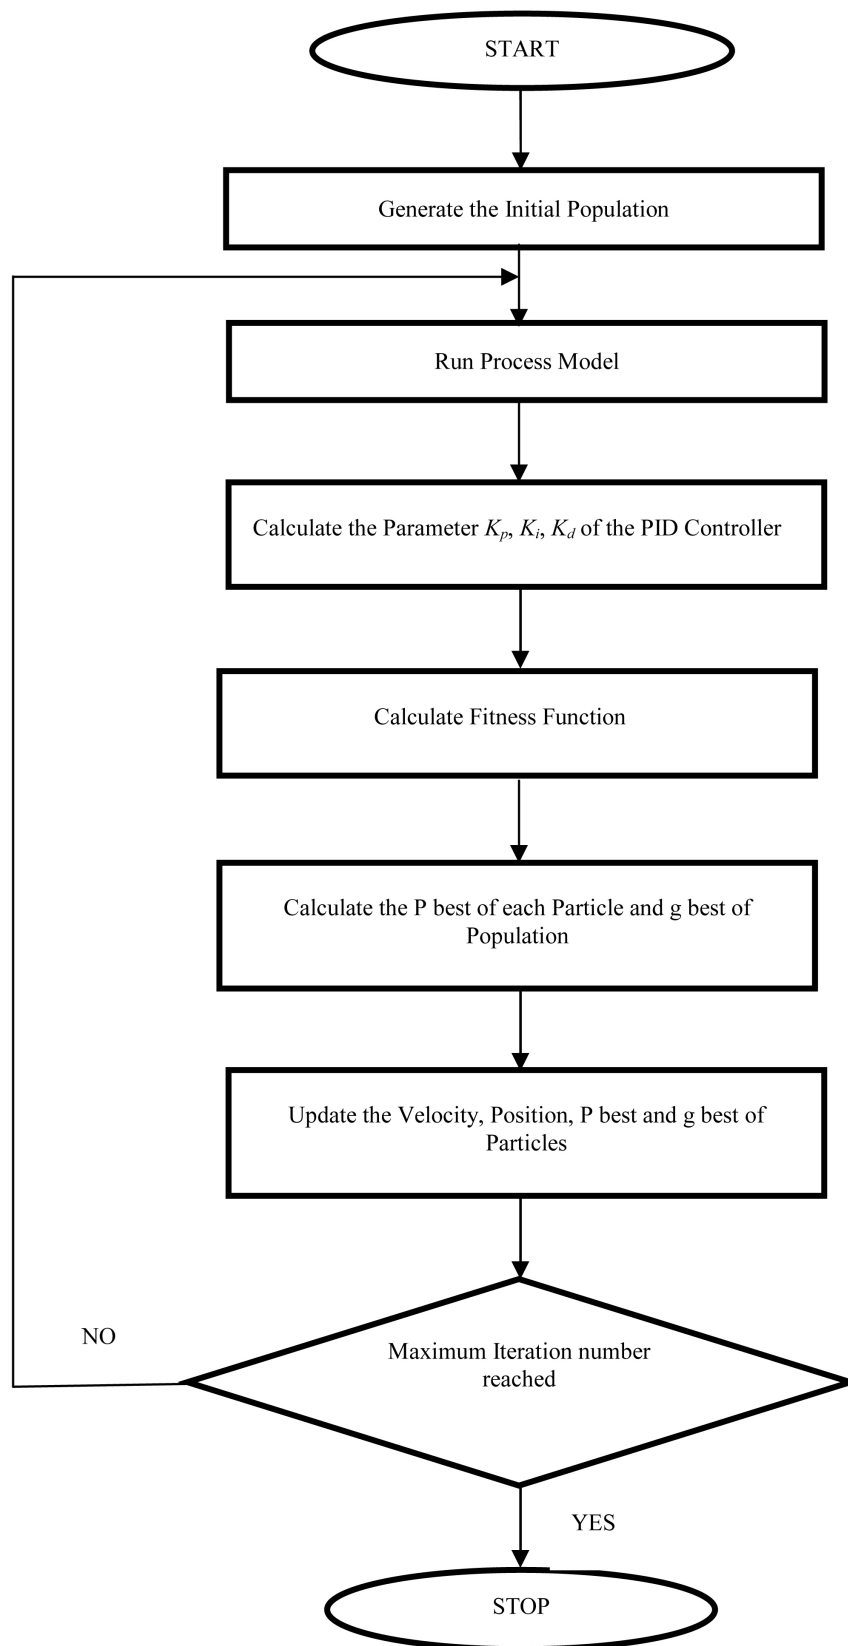 START
Generate the Initial Population
Run Process Model
Calculate the Parameter Kp, Ki, Kd of the PID Controller
Calculate Fitness Function
Calculate the P best of each Particle and g best of
Population
Update the Velocity, Position, P best and g best of
Particles
NO
Maximum Iteration number
reached
YES
STOP